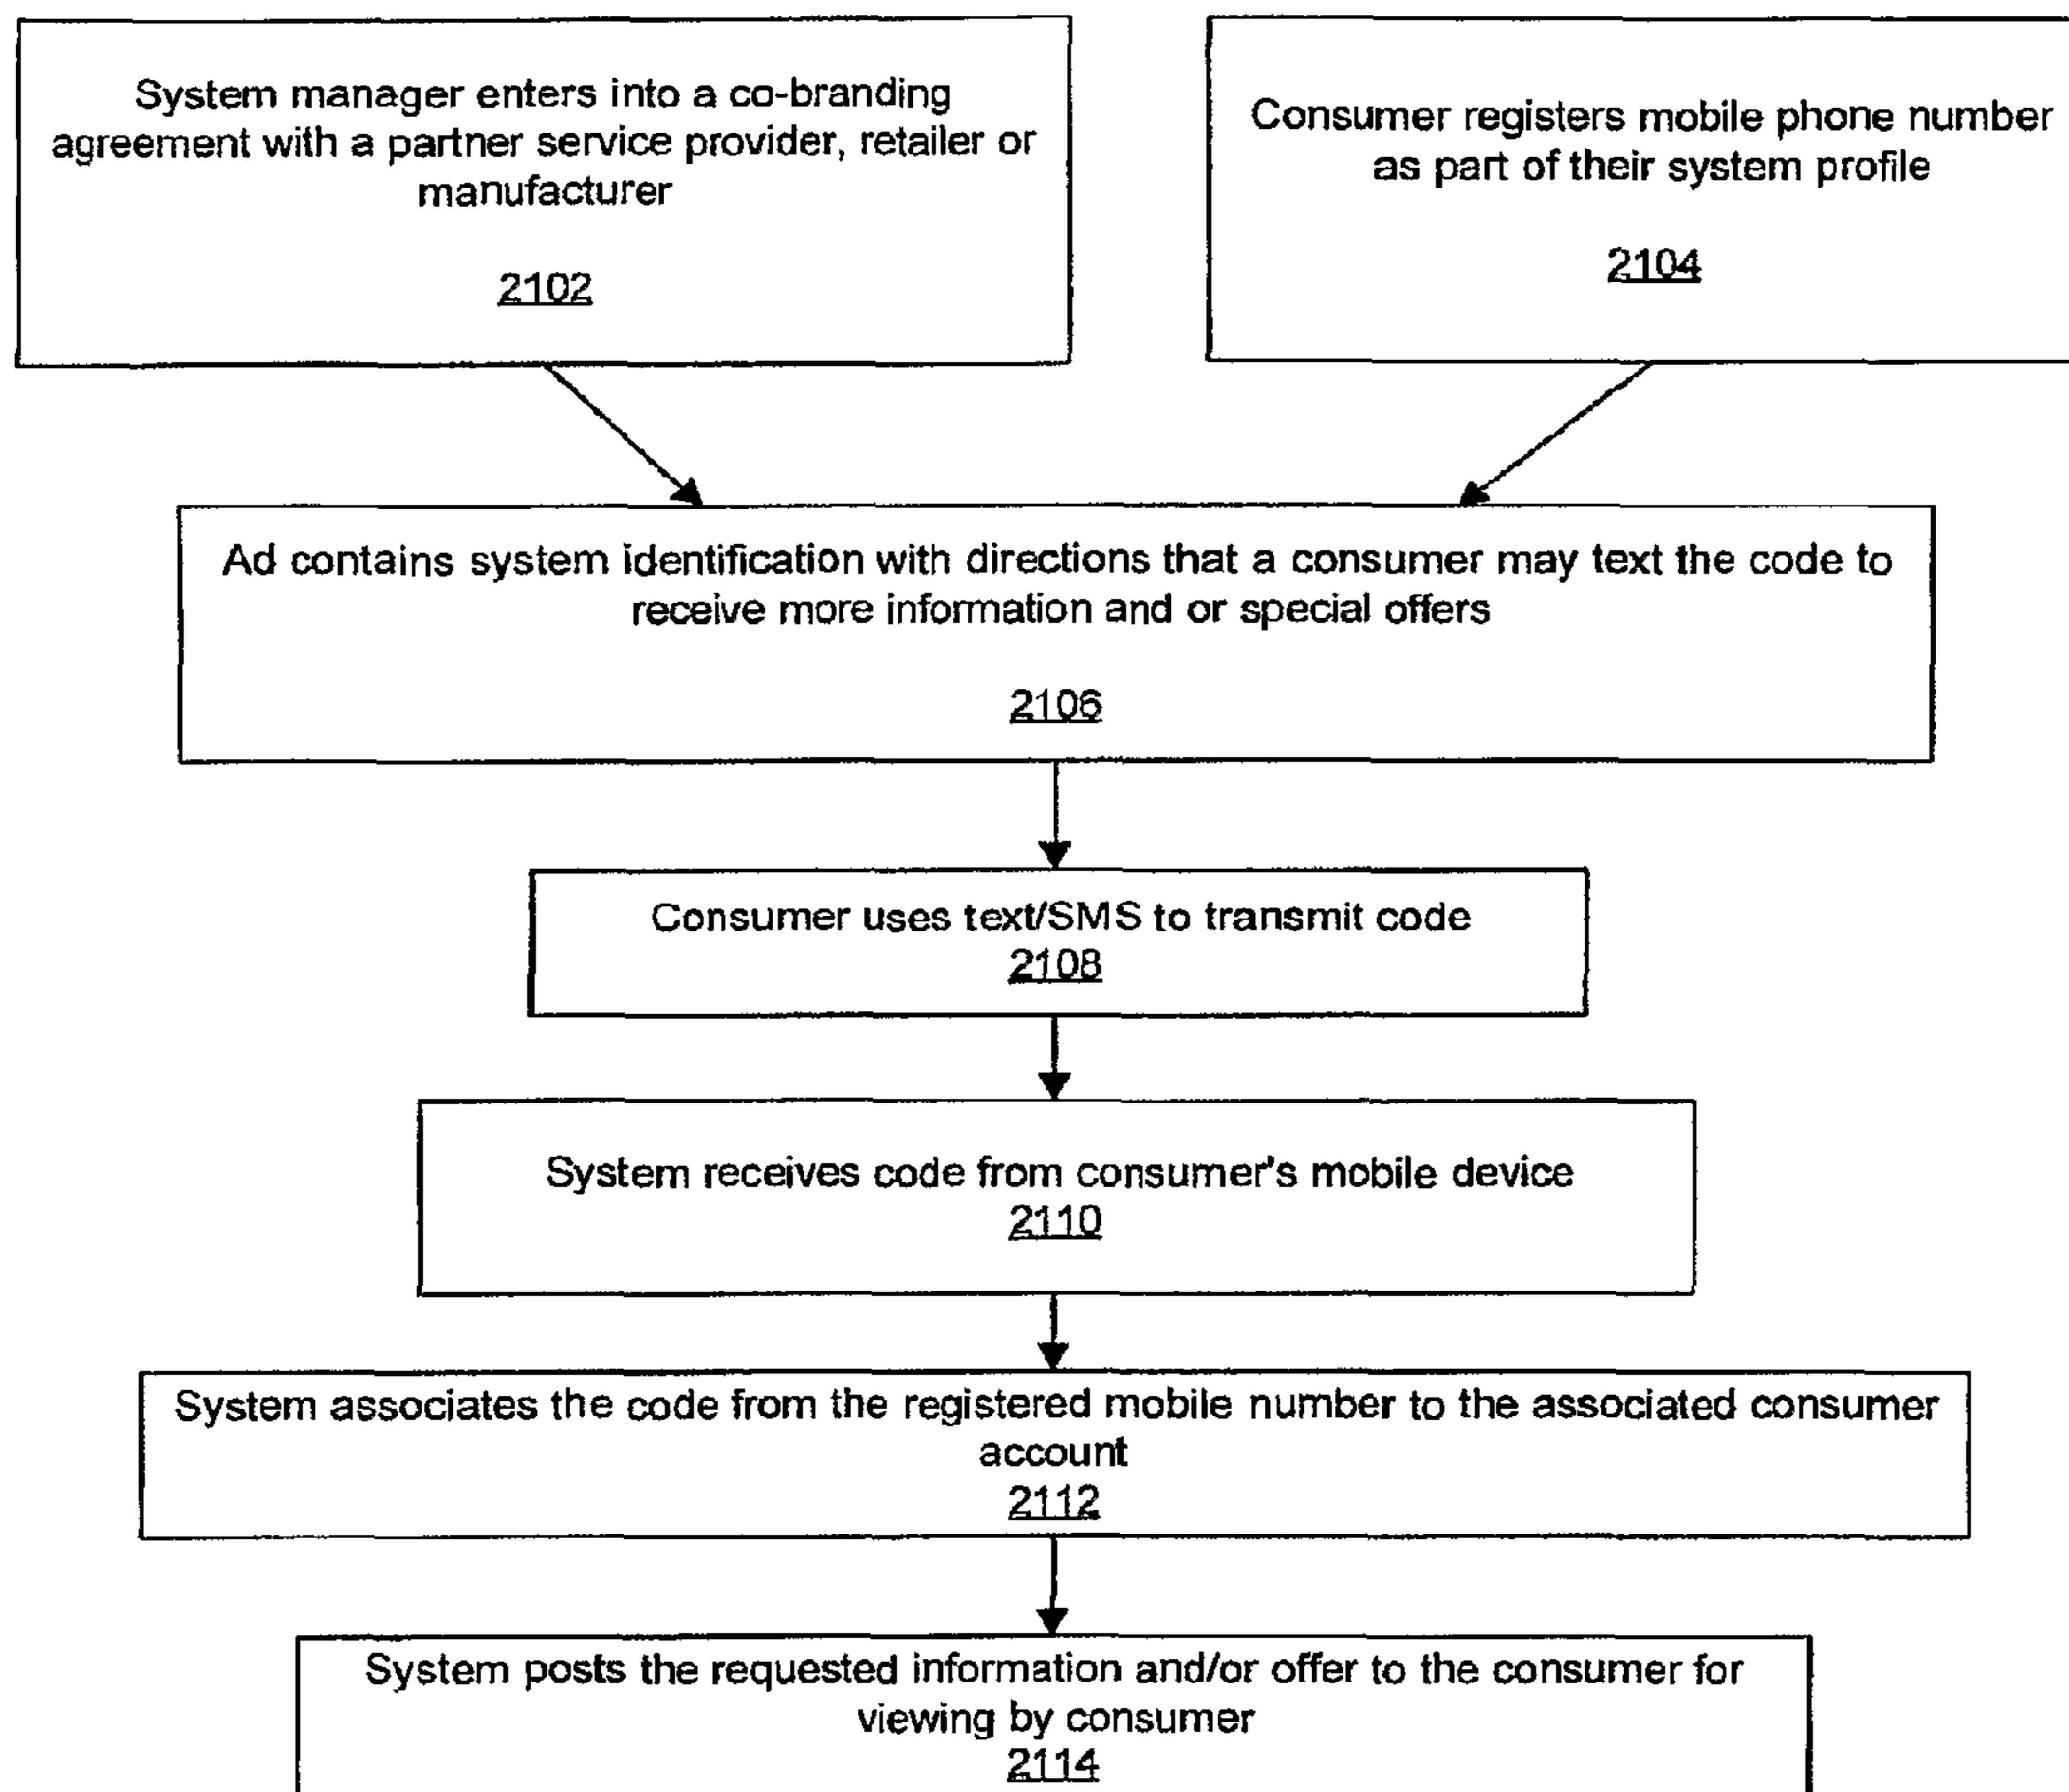 System manager enters into a co-branding
agreement with a partner service provider, retailer or
manufacturer
2102
Consumer registers mobile phone number
as part of their system profile
2104
Ad contains system identification with directions that a consumer may text the code to
receive more information and or special offers
2106
Consumer uses text/SMS to transmit code
2108
System receives code from consumer's mobile device
2110
System associates the code from the registered mobile number to the associated consumer
account
2112
System posts the requested information and/or offer to the consumer for
viewing by consumer
2114